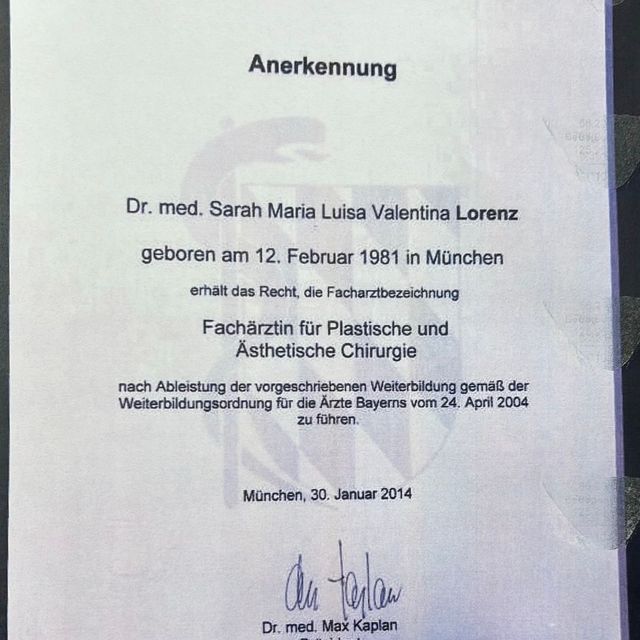 Anerkennung
Dr. med. Sarah Maria Luisa Valentina Lorenz
geboren am 12. Februar 1981 in München
erhält das Recht, die Facharztbezeichnung
Fachärztin für Plastische und
Ästhetische Chirurgie
nach Ableistung der vorgeschriebenen Weiterbildung gemäß der
Weiterbildungsordnung für die Ärzte Bayerns vom 24. April 2004
zu führen.
München, 30. Januar 2014
Dr. med. Max Kaplan